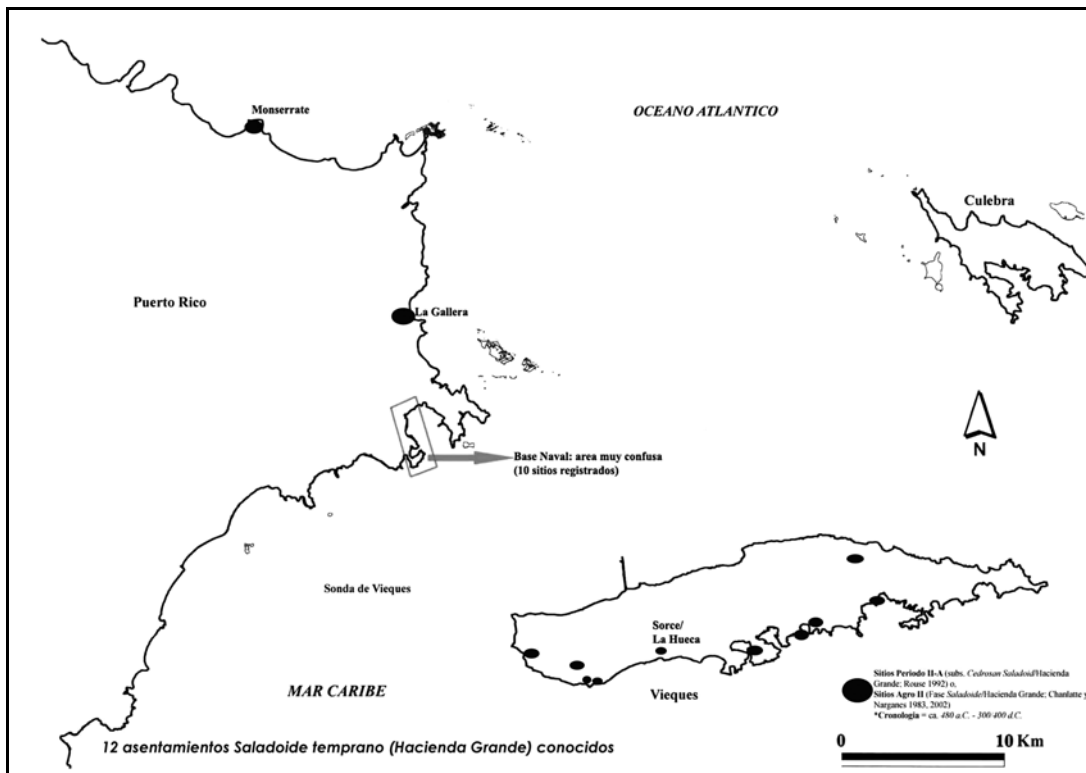 OCEANO ATLANTICO
Monserrate
Culebra
Puerto Rico
La Gallera
N
Base Naval: area muy confusa
(10 sitios registrados)
Sonda de Vieques
Sorce/
La Hueca
MAR CARIBE
Vieques
Sitios Periodo II-A (subs. Cedrosan Saladoid/Hacienda
Grande; Rouse 1992) o,
Sitios Agro II (Fase Saladoide/Hacienda Grande; Chanlatte y
Narganes 1983, 2002)
*Cronología = ca. 480 a.C. - 300/400 d.C.
12 asentamientos Saladoide temprano (Hacienda Grande) conocidos
0 10 Km